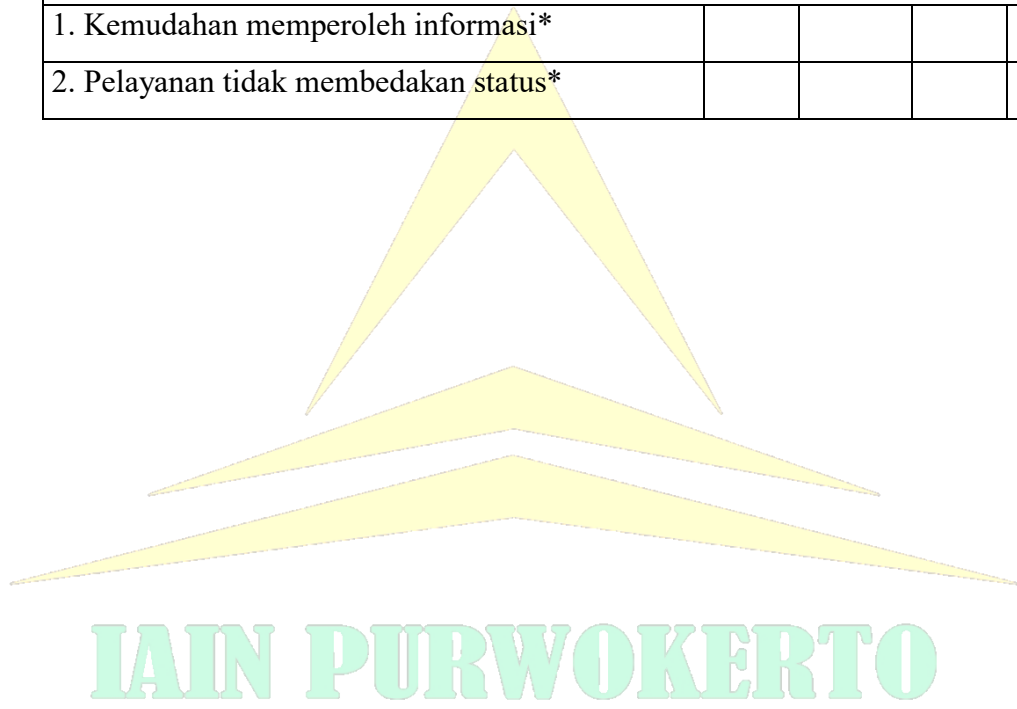 1. Kemudahan memperoleh informasi*
2. Pelayanan tidak membedakan status*
IAIN PURWOKERTO